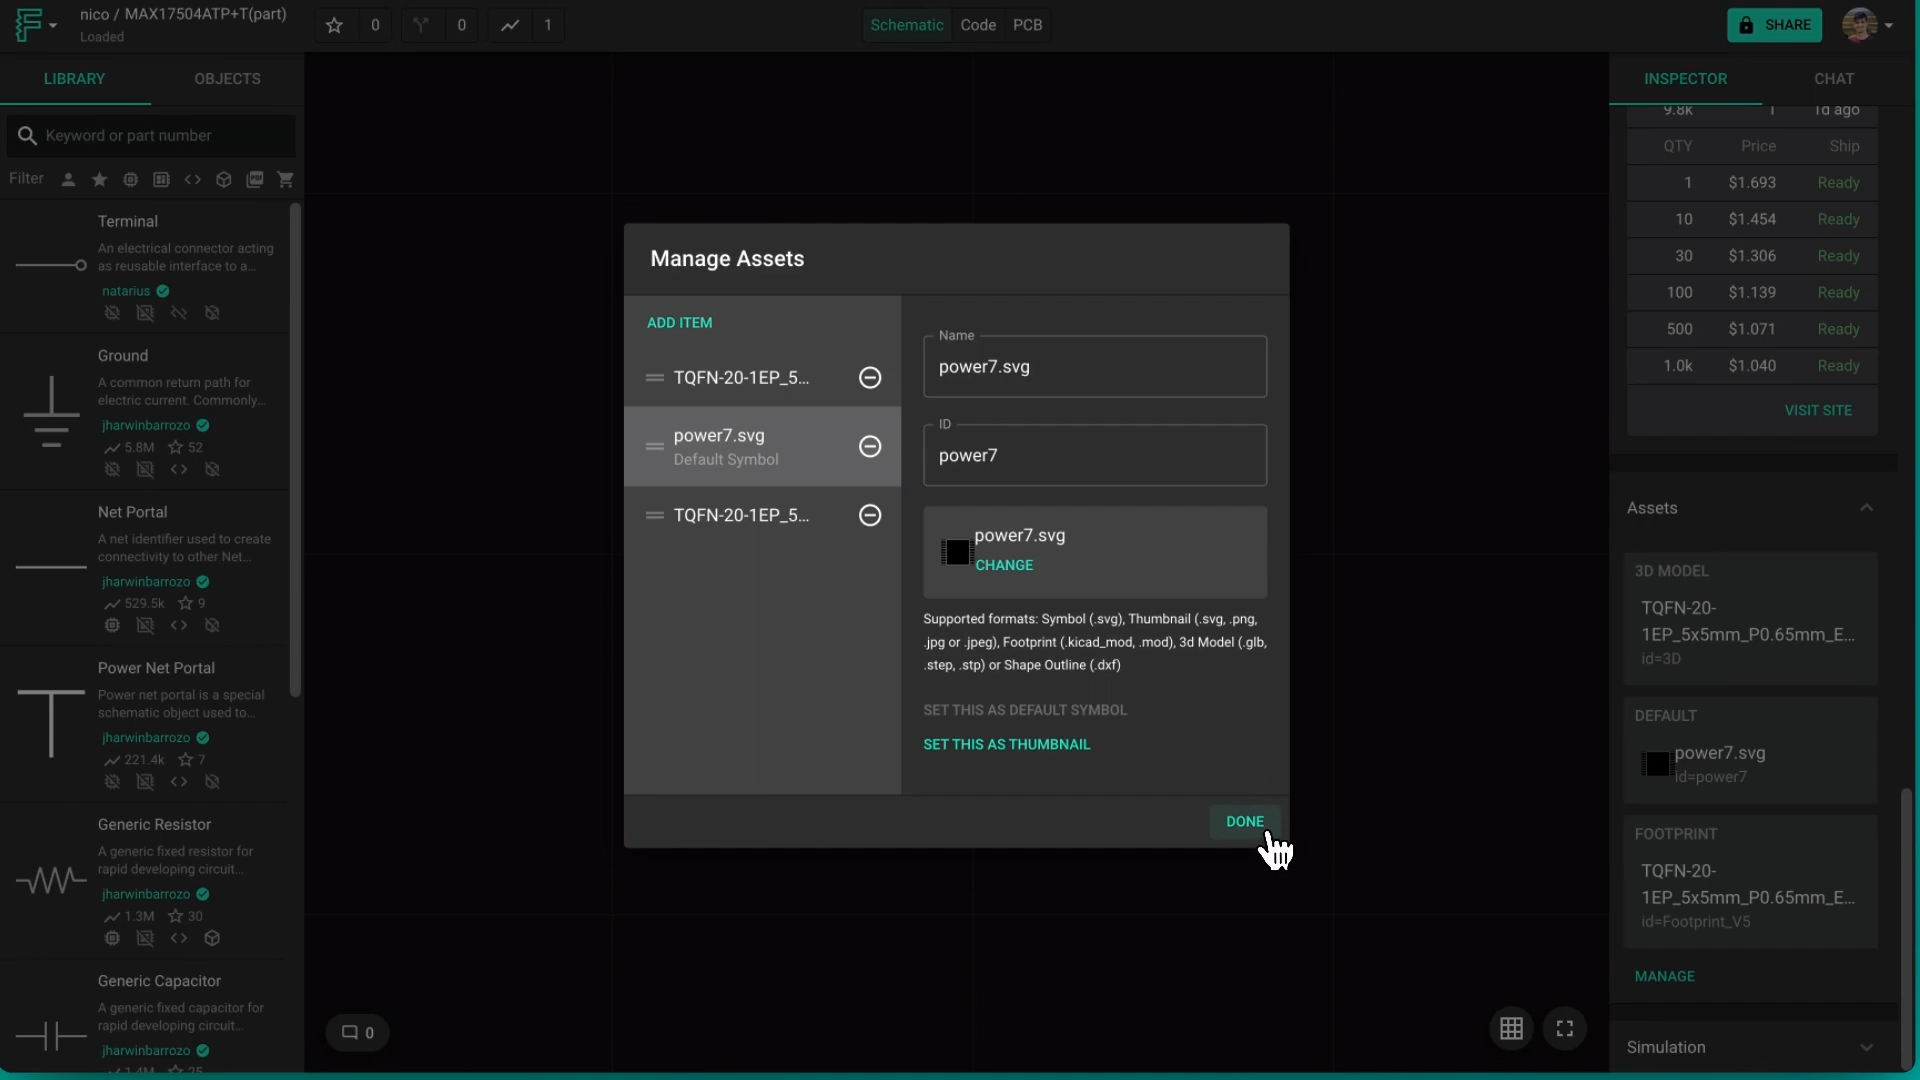 nico / MAX17504ATP+T(part)
Loaded
0
0
1
Schematic
Code
PCB
SHARE
LIBRARY
OBJECTS
Keyword or part number
Filter
Terminal
An electrical connector acting
as reusable interface to a...
natarius
Ground
A common return path for
electric current. Commonly...
jharwinbarrozo
5.8M
52
Net Portal
A net identifier used to create
connectivity to other Net...
jharwinbarrozo
529.5k
9
Power Net Portal
Power net portal is a special
schematic object used to...
jharwinbarrozo
221.4k
7
Generic Resistor
A generic fixed resistor for
rapid developing circuit...
jharwinbarrozo
1.3M
30
Generic Capacitor
A generic fixed capacitor for
rapid developing circuit...
jharwinbarrozo
1.4M
25
Manage Assets
ADD ITEM
TQFN-20-1EP_5...
power7.svg
Default Symbol
TQFN-20-1EP_5...
Name
power7.svg
ID
power7
power7.svg
CHANGE
Supported formats: Symbol (.svg), Thumbnail (.svg, .png,
.jpg or .jpeg), Footprint (.kicad_mod, .mod), 3d Model (.glb,
.step, .stp) or Shape Outline (.dxf)
SET THIS AS DEFAULT SYMBOL
SET THIS AS THUMBNAIL
DONE
0
INSPECTOR
CHAT
9.8k
1
1d ago
QTY Price Ship
1 $1.693 Ready
10 $1.454 Ready
30 $1.306 Ready
100 $1.139 Ready
500 $1.071 Ready
1.0k $1.040 Ready
VISIT SITE
Assets
3D MODEL
TQFN-20-
1EP_5x5mm_P0.65mm_E...
id=3D
DEFAULT
power7.svg
id=power7
FOOTPRINT
TQFN-20-
1EP_5x5mm_P0.65mm_E...
id=Footprint_V5
MANAGE
Simulation